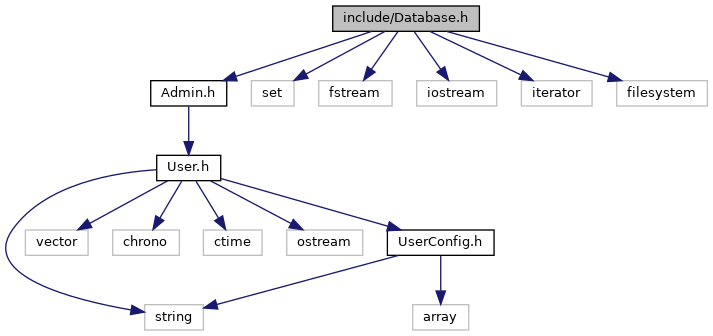 include/Database.h
Admin.h
set
fstream
iostream
iterator
filesystem
User.h
vector
chrono
ctime
ostream
UserConfig.h
string
array